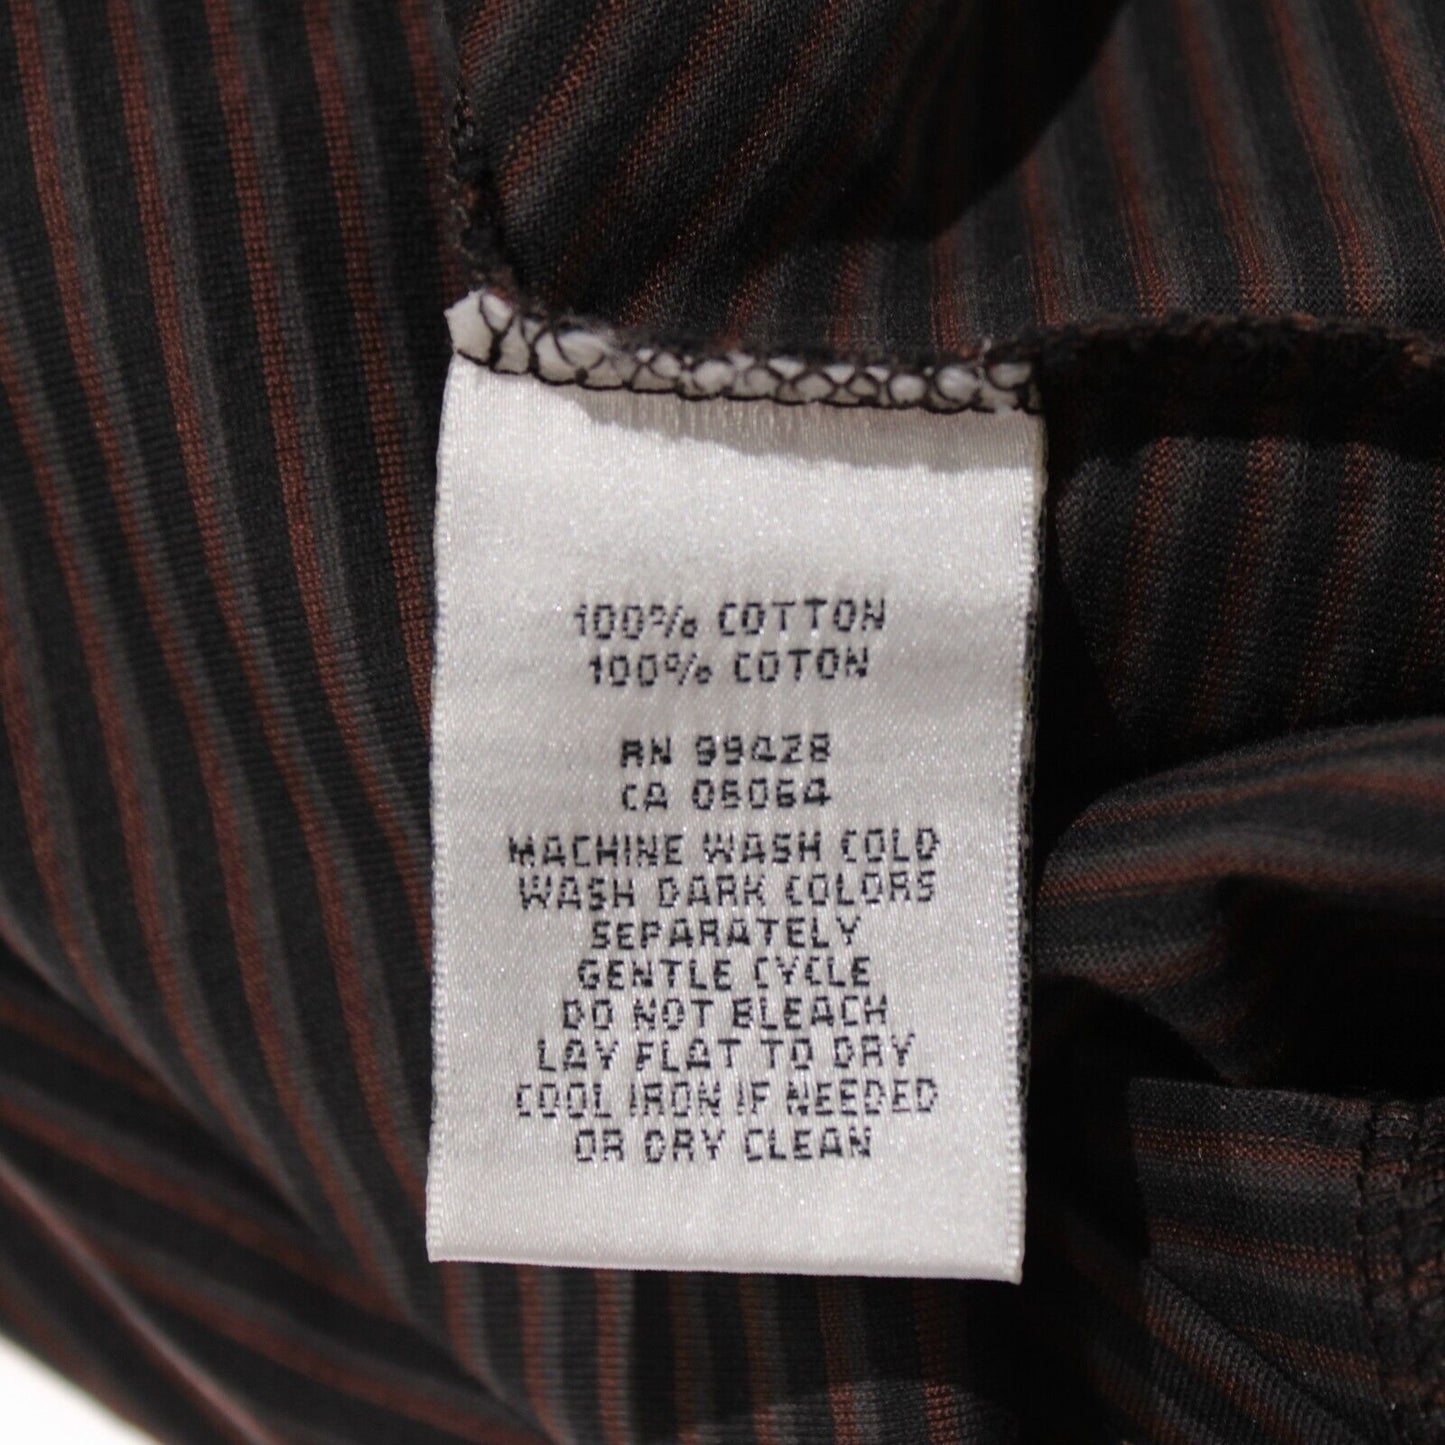 100% COTTON
100% COTON
RN 99428
CA 05064
MACHINE WASH COLD
WASH DARK COLORS
SEPARATELY
GENTLE CYCLE
DO NOT BLEACH
LAY FLAT TO DRY
COOL IRON IF NEEDED
OR DRY CLEAN